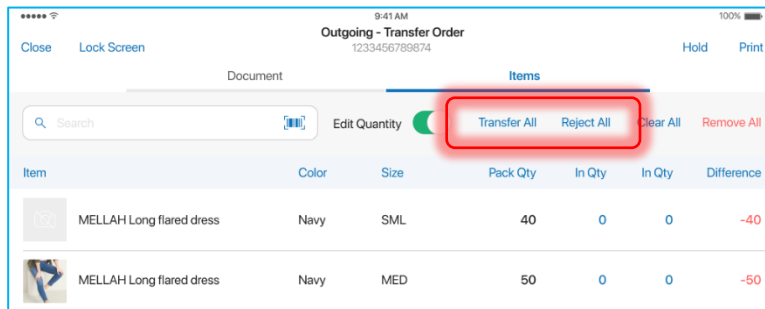 9:41 AM
100%
Outgoing - Transfer Order
Close Lock Screen 1233456789874 Hold Print
Document Items
Search Edit Quantity Transfer All Reject All Clear All Remove All
Item Color Size Pack Qty In Qty In Qty Difference
MELLAH Long flared dress Navy SML 40 0 0 -40
MELLAH Long flared dress Navy MED 50 0 0 -50